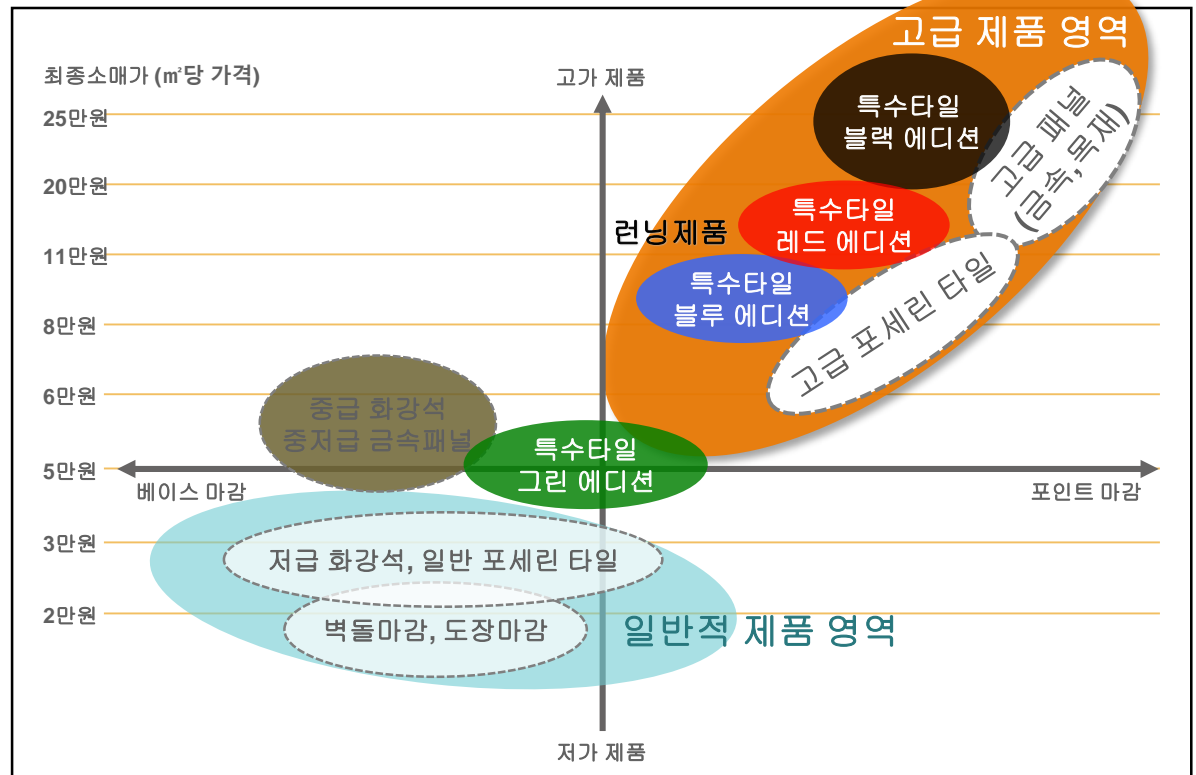 고급 제품 영역
최종소매가 (㎡당 가격)
고가 제품
25만원
특수타일
블랙 에디션
고급 패널
(금속,목재)
20만원
특수타일
레드 에디션
런닝제품
11만원
특수타일
블루 에디션
고급 포세린 타일
8만원
6만원
중급 화강석
중저급 금속패널
특수타일
그린 에디션
5만원
베이스 마감
포인트 마감
3만원
저급 화강석, 일반 포세린 타일
2만원
벽돌마감, 도장마감
일반적 제품 영역
저가 제품